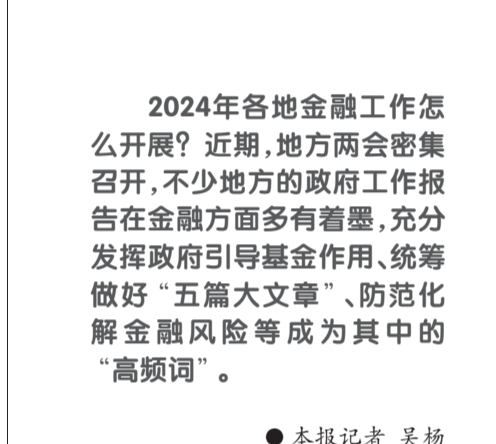 2024年各地金融工作怎
么开展？近期,地方两会密集
召开,不少地方的政府工作报
告在金融方面多有着墨,充分
发挥政府引导基金作用、统筹
做好“五篇大文章”、防范化
解金融风险等成为其中的
“高频词”。
●本报记者 吴杨